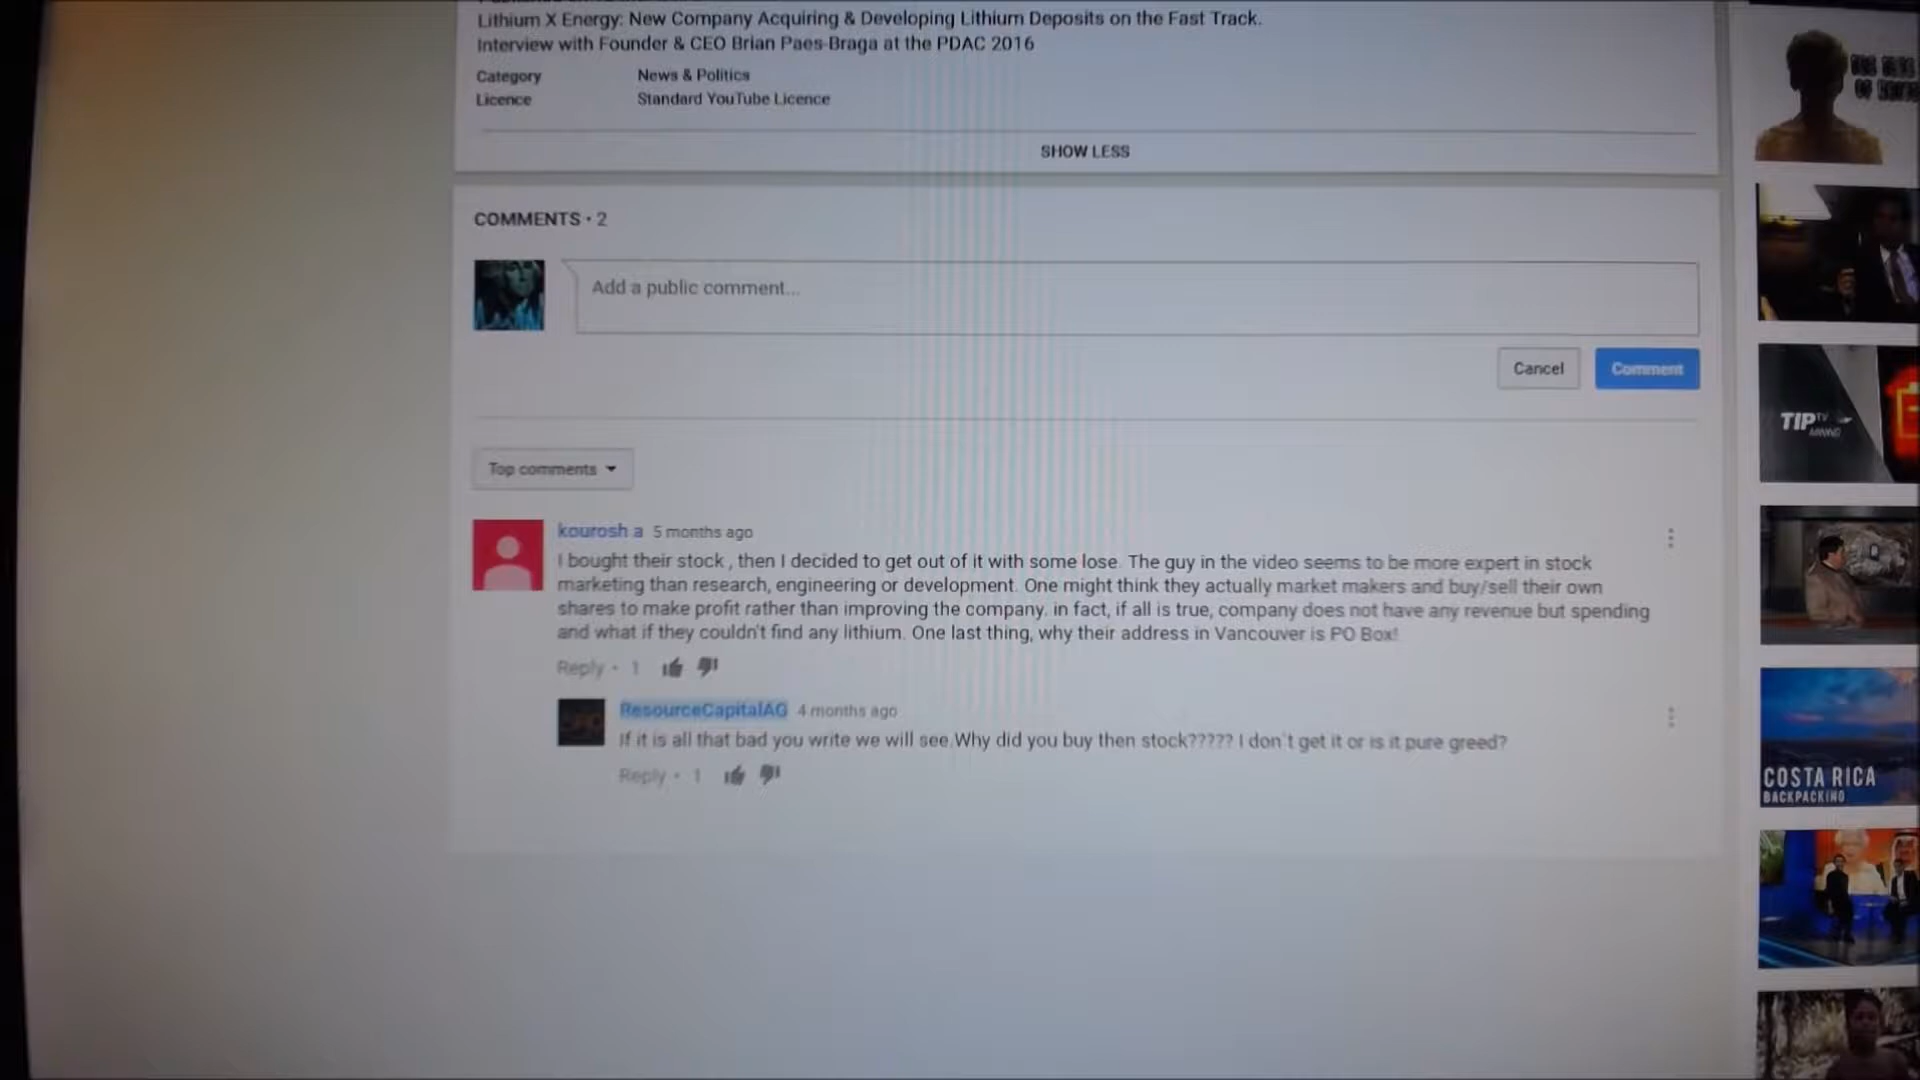 Lithium X Energy: New Company Acquiring & Developing Lithium Deposits on the Fast Track.
Interview with Founder & CEO Brian Paes-Braga at the PDAC 2016
Category News & Politics
Licence Standard YouTube Licence
SHOW LESS
COMMENTS • 2
Add a public comment...
Cancel Comment
Top comments
kourosh a 5 months ago
I bought their stock , then I decided to get out of it with some lose. The guy in the video seems to be more expert in stock
marketing than research, engineering or development. One might think they actually market makers and buy/sell their own
shares to make profit rather than improving the company. in fact, if all is true, company does not have any revenue but spending
and what if they couldn't find any lithium. One last thing, why their address in Vancouver is PO Box!
Reply • 1
ResourceCapitalAG 4 months ago
If it is all that bad you write we will see.Why did you buy then stock????? I don't get it or is it pure greed?
Reply • 1
TIP TV
COSTA RICA
BACKPACKING